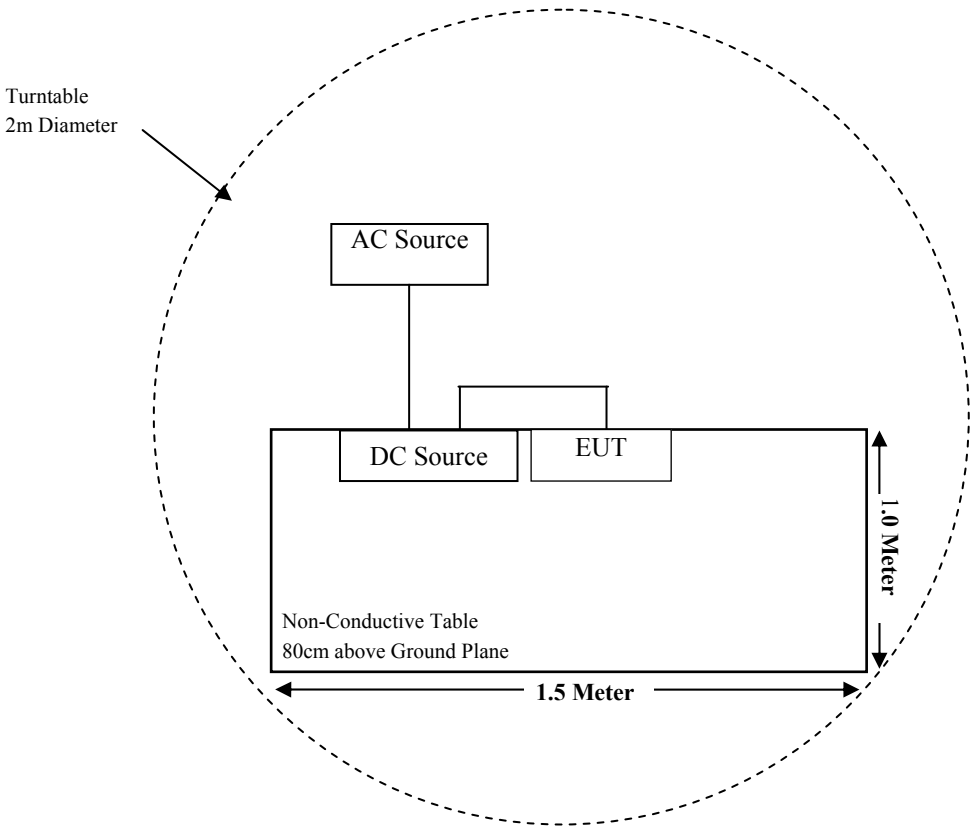 Turntable
2m Diameter
AC Source
DC Source
EUT
1.0 Meter
Non-Conductive Table
80cm above Ground Plane
1.5 Meter